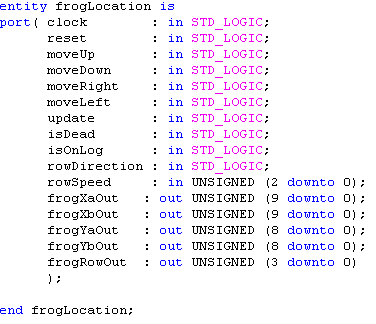 entity frogLocation is
port( clock : in STD_LOGIC;
reset : in STD_LOGIC;
moveUp : in STD_LOGIC;
moveDown : in STD_LOGIC;
moveRight : in STD_LOGIC;
moveLeft : in STD_LOGIC;
update : in STD_LOGIC;
isDead : in STD_LOGIC;
isOnLog : in STD_LOGIC;
rowDirection : in STD_LOGIC;
rowSpeed : in UNSIGNED (2 downto 0);
frogXaOut : out UNSIGNED (9 downto 0);
frogXbOut : out UNSIGNED (9 downto 0);
frogYaOut : out UNSIGNED (8 downto 0);
frogYbOut : out UNSIGNED (8 downto 0);
frogRowOut : out UNSIGNED (3 downto 0)
);
end frogLocation;